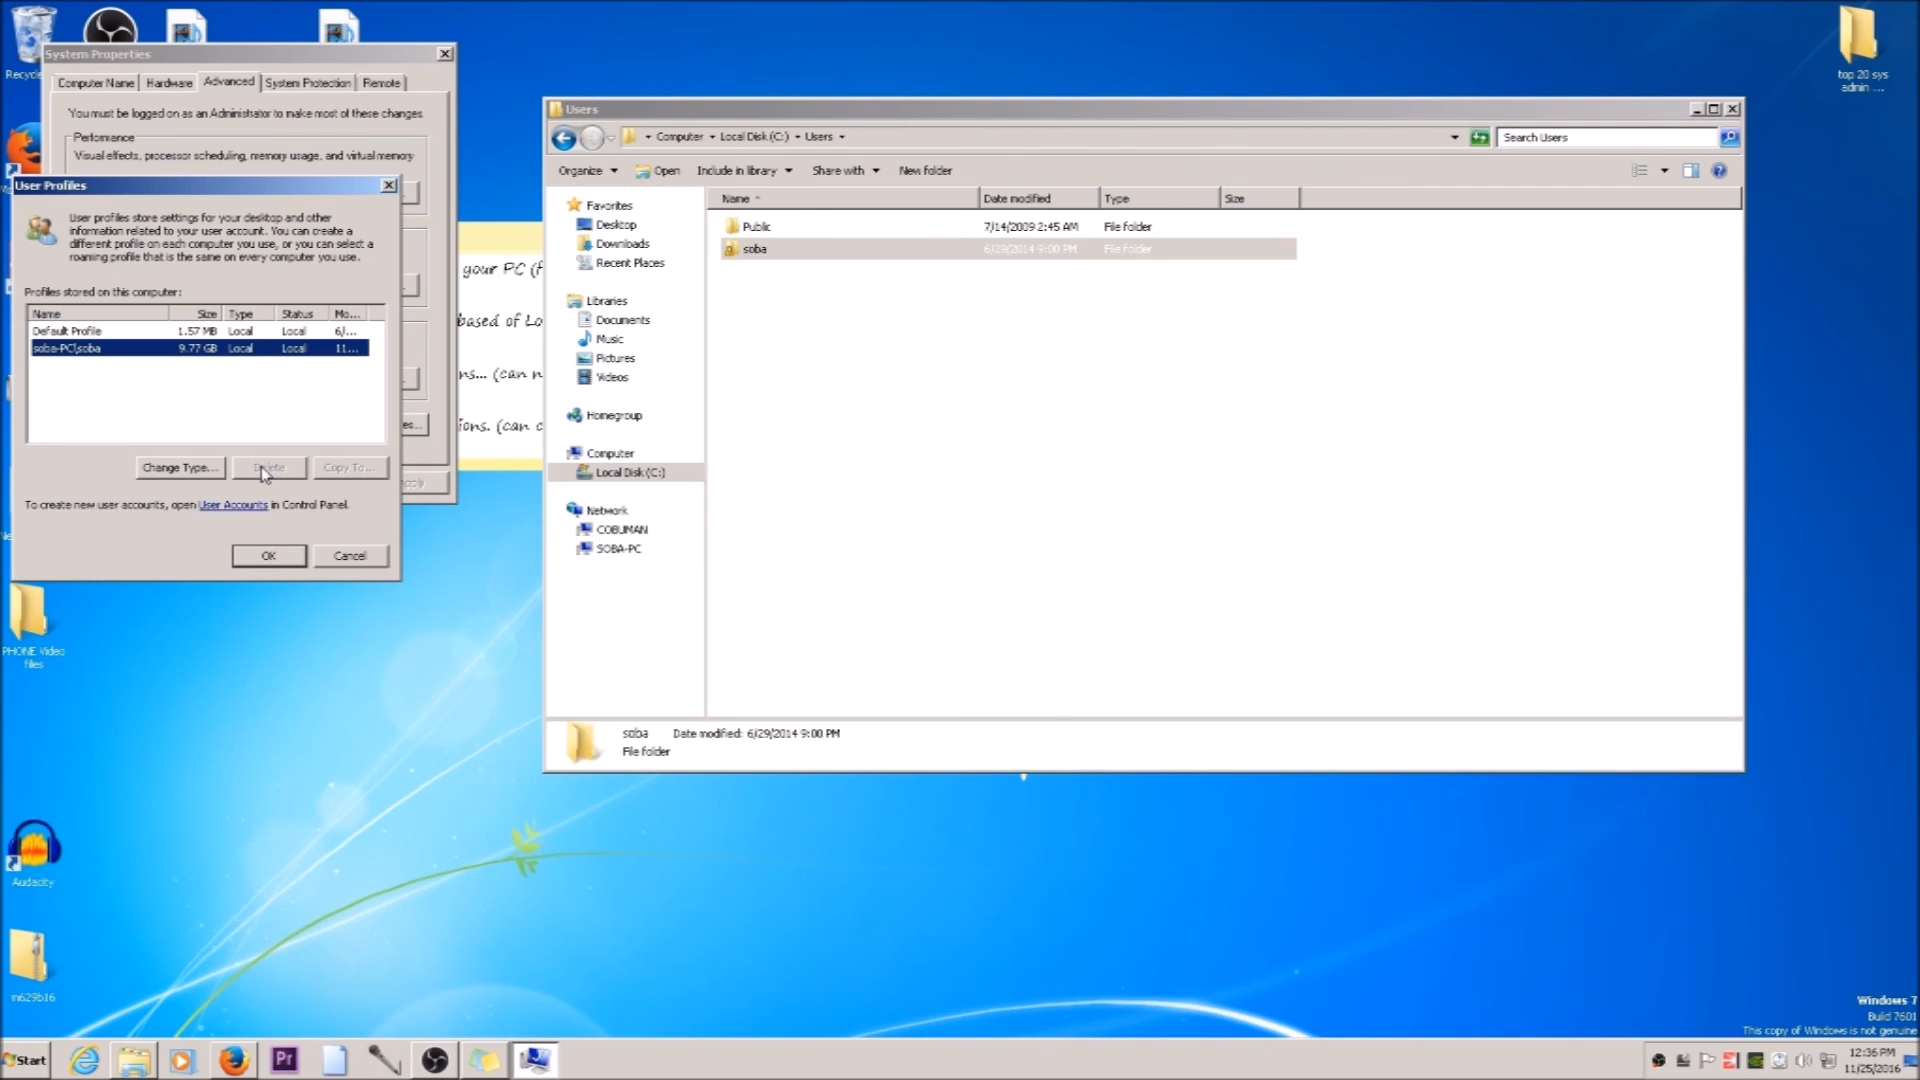 Recycle
System Properties
Computer Name
Hardware
Advanced
System Protection
Remote
You must be logged on as an Administrator to make most of these changes.
Performance
Visual effects, processor scheduling, memory usage, and virtual memory
User Profiles
User profiles store settings for your desktop and other
information related to your user account. You can create a
different profile on each computer you use, or you can select a
roaming profile that is the same on every computer you use.
Profiles stored on this computer:
Name Size Type Status Mo...
Default Profile 1.57 MB Local Local 6/...
soba-PC\soba 9.77 GB Local Local 11...
Change Type...
Delete
Copy To...
To create new user accounts, open User Accounts in Control Panel.
OK
Cancel
es...
your PC (f
based of Lo
ns... (can n
ions. (can c
Users
Computer Local Disk (C:) Users
Search Users
Organize
Open
Include in library
Share with
New folder
Favorites
Desktop
Downloads
Recent Places
Libraries
Documents
Music
Pictures
Videos
Homegroup
Computer
Local Disk (C:)
Network
COBUMAN
SOBA-PC
Name Date modified Type Size
Public 7/14/2009 2:45 AM File folder
soba 6/29/2014 9:00 PM File folder
soba Date modified: 6/29/2014 9:00 PM
File folder
top 20 sys
admin ...
PHONE Video
files
Audacity
m629b16
Windows 7
Build 7601
This copy of Windows is not genuine
Start
Pr
12:36 PM
11/25/2016